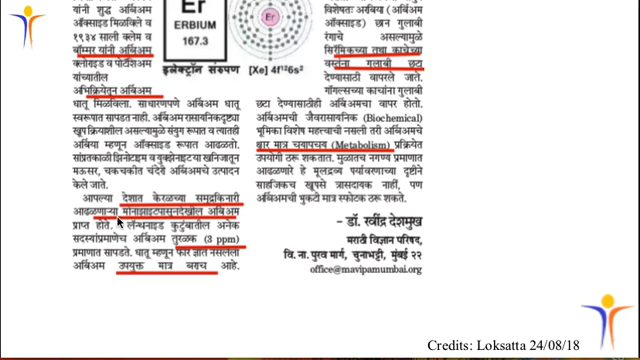 यांनी शुद्ध अर्बिअम
ऑक्साइड मिळविले व
१९३४ साली क्लेम व
बॉम्मर यांनी अर्बिअम
क्लोराइड व पोटॅशिअम
यांच्यातील
अभिक्रियेतून अर्बिअम
धातू मिळविला. साधारणपणे अर्बिअम धातू
स्वरूपात सापडत नाही. अर्बिअम रासायनिकदृष्ट्या
खूप क्रियाशील असल्यामुळे संयुग रूपात व त्यातही
अर्बिया म्हणून ऑक्साइड रूपात आढळतो.
सांप्रतकाळी झिनोटाइम व युक्झेनाइटया खनिजातून
मऊसर, चकचकीत चंदेरी अर्बिअमचे उत्पादन
केले जाते.
आपल्या देशात केरळच्या समुद्रकिनारी
आढळणाऱ्या मोनाझाइटपासूनदेखील अर्बिअम
प्राप्त होते. लॅन्थनाइड कुटुंबातील अनेक
सदस्यांप्रमाणेच अर्बिअम तुरळक (3 ppm)
प्रमाणात सापडते. धातू म्हणून फार ज्ञात नसलेला
अर्बिअम उपयुक्त मात्र बराच आहे.
Er
ERBIUM
167.3
Er
इलेक्ट्रॉन संरुपण [Xe] 4f¹²6s²
विशेषतः अरबिया (अर्बिअम
ऑक्साइड) छान गुलाबी
रंगाचे असल्यामुळे
सिरॅमिकच्या तथा काचेच्या
वस्तूंना गुलाबी छटा
देण्यासाठी वापरले जाते.
गॉगल्सच्या काचांना गुलाबी
छटा देण्यासाठीही अर्बिअमचा वापर होतो.
अर्बिअमची जैवरासायनिक (Biochemical)
भूमिका विशेष महत्त्वाची नसली तरी अर्बिअमचे
क्षार मात्र चयापचय (Metabolism) प्रक्रियेत
उपयोगी ठरू शकतात. मुळातच नगण्य प्रमाणात
आढळणारे हे मूलद्रव्य पर्यावरणाच्या दृष्टीने
साहजिकच खूपसे त्रासदायक नाही, पण
अर्बिअमची भुकटी मात्र स्फोटक ठरू शकते.
- डॉ. रवींद्र देशमुख
मराठी विज्ञान परिषद,
वि. ना. पुरव मार्ग, चुनाभट्टी, मुंबई २२
office@mavipamumbai.org
Credits: Loksatta 24/08/18